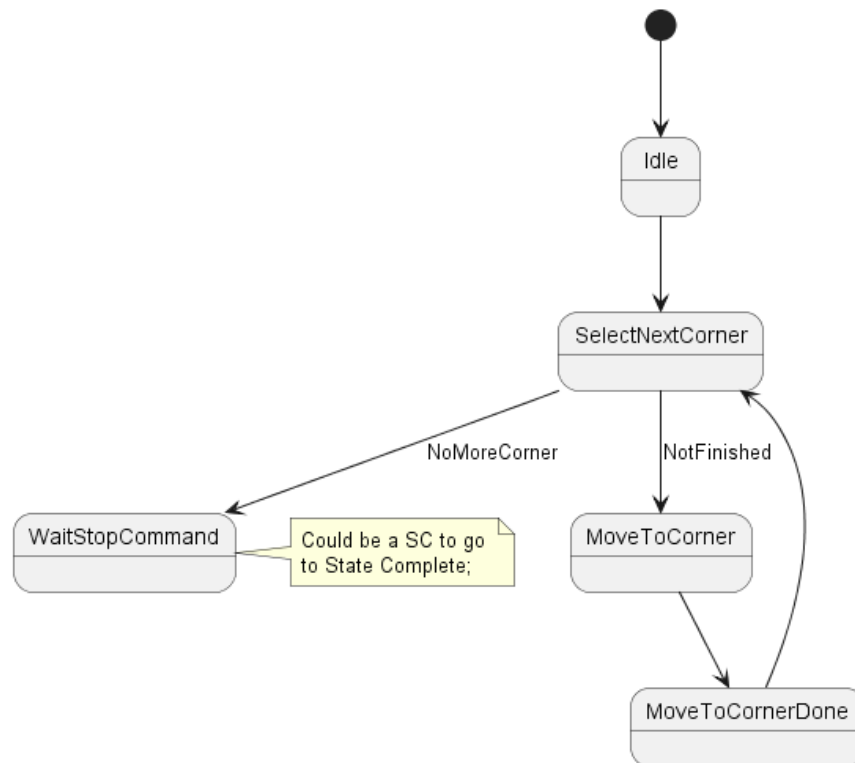 Idle
SelectNextCorner
NoMoreCorner
NotFinished
WaitStopCommand
Could be a SC to go
to State Complete;
MoveToCorner
MoveToCornerDone